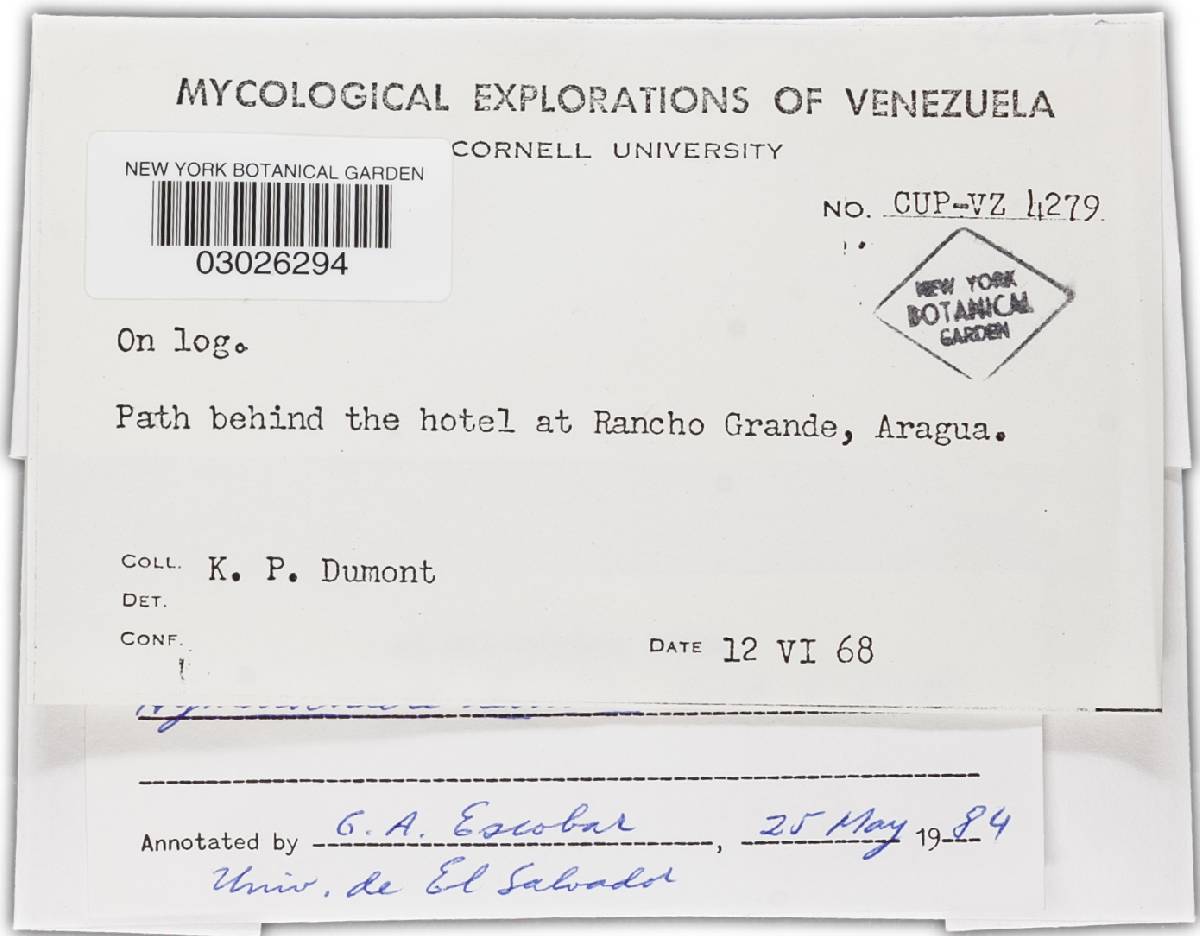 MYCOLOGICAL EXPLORATIONS OF VENEZUELA
CORNELL UNIVERSITY
NEW YORK BOTANICAL GARDEN
03026294
NO. CUP-VZ 4279
NEW YORK
BOTANICAL
GARDEN
On log.
Path behind the hotel at Rancho Grande, Aragua.
COLL. K. P. Dumont
DET.
CONF.
DATE 12 VI 68
Annotated by G. A. Escobar, 25 May 1984
Univ. de El Salvador